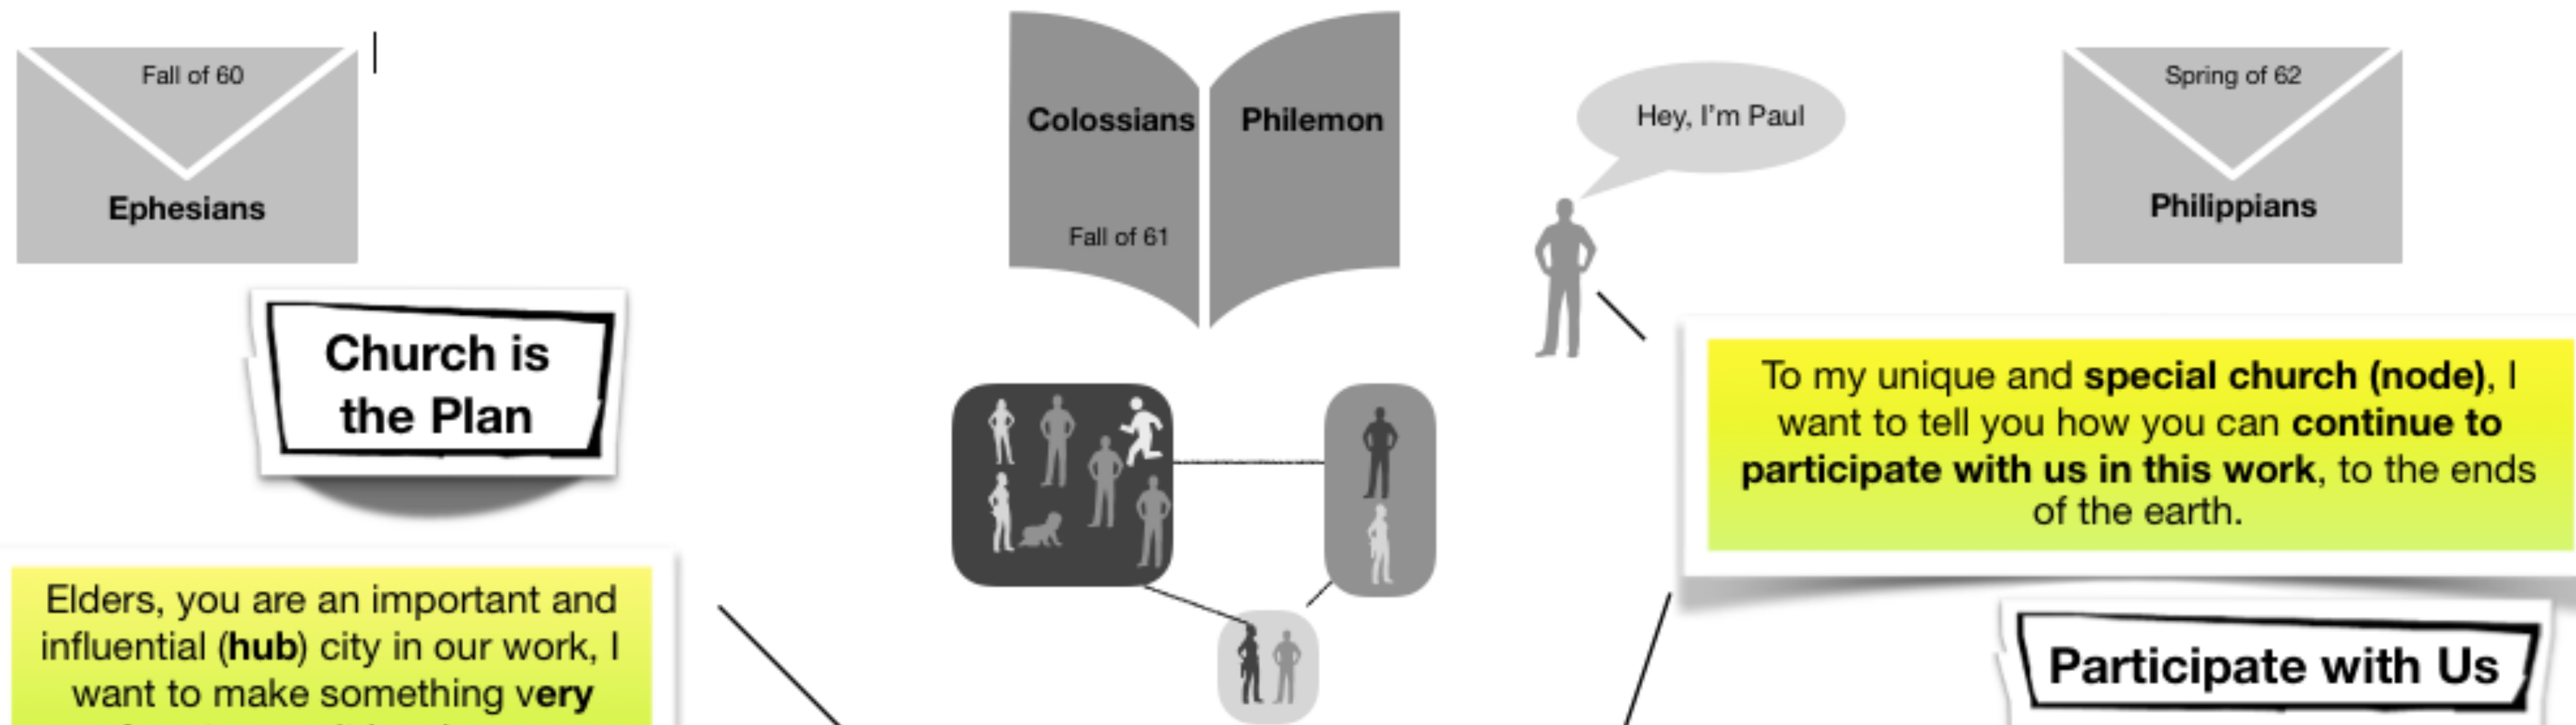 Fall of 60
Ephesians
Church is
the Plan
Elders, you are an important and
influential (hub) city in our work, I
want to make something very
Colossians
Fall of 61
Philemon
Hey, I'm Paul
Spring of 62
Philippians
To my unique and special church (node), I
want to tell you how you can continue to
participate with us in this work, to the ends
of the earth.
Participate with Us